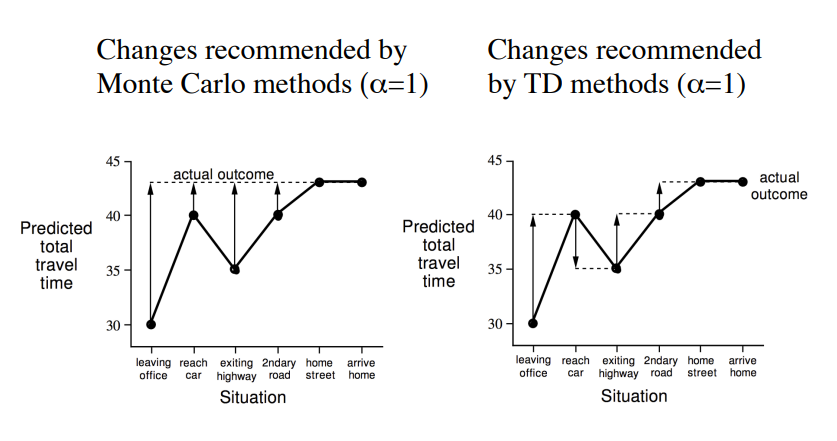 Changes recommended by
Monte Carlo methods (α=1)
Changes recommended
by TD methods (α=1)
45
40
35
30
actual outcome
Predicted
total
travel
time
leaving
office
reach
car
exiting
highway
2ndary
road
home
street
arrive
home
Situation
45
40
35
30
actual
outcome
Predicted
total
travel
time
leaving
office
reach
car
exiting
highway
2ndary
road
home
street
arrive
home
Situation